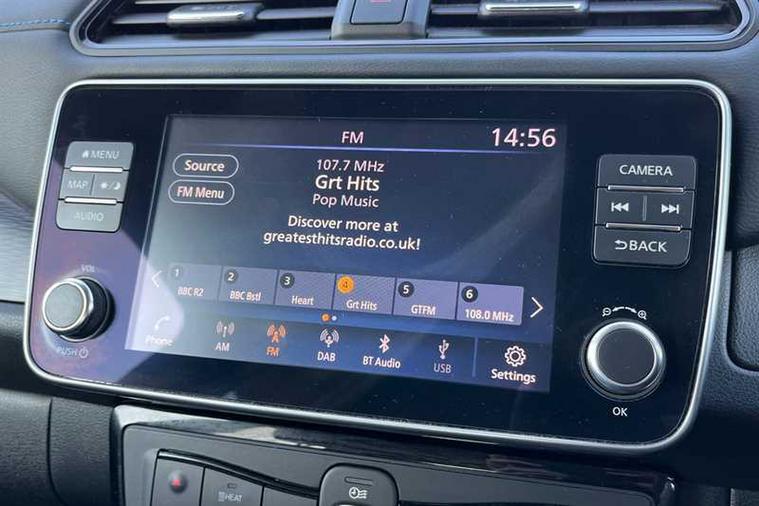 FM
14:56
Source
FM Menu
107.7 MHz
Grt Hits
Pop Music
Discover more at
greatesthitsradio.co.uk!
1 BBC R2
2 BBC Bstl
3 Heart
4 Grt Hits
5 GTFM
6 108.0 MHz
Phone
AM
FM
DAB
BT Audio
USB
Settings
MENU
MAP
AUDIO
VOL
PUSH
CAMERA
BACK
OK
HEAT